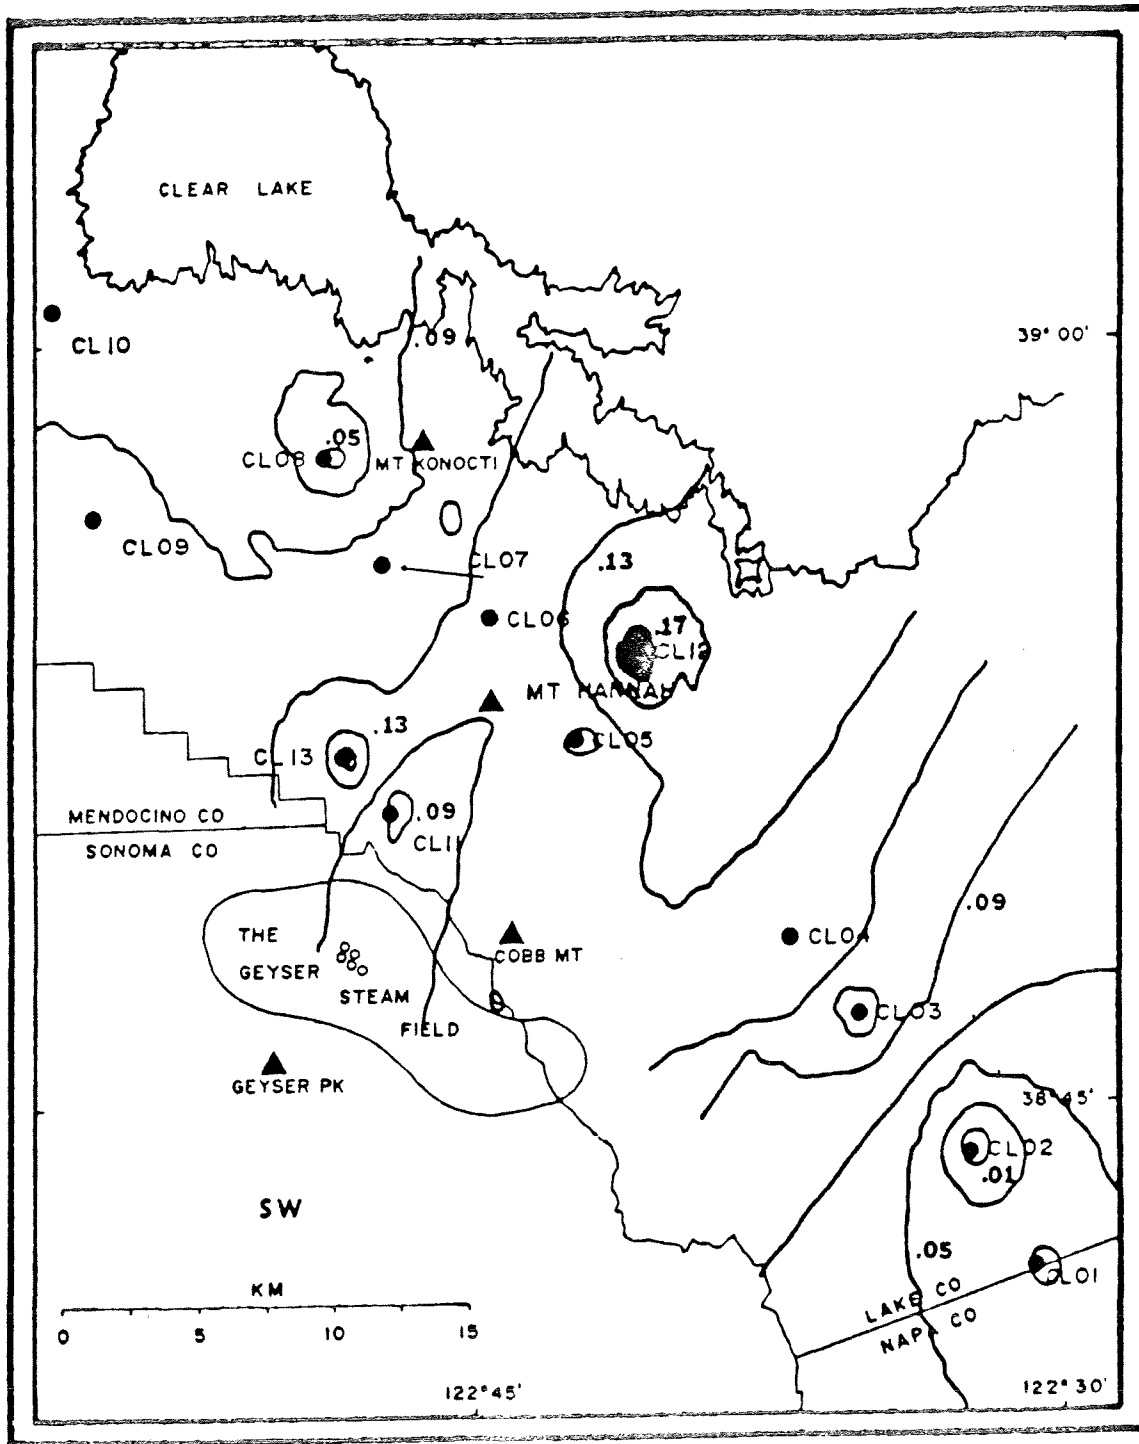 CLEAR LAKE
39° 00'
.09
CL10
.05
CL08
MT KONOCTI
CL09
CL07
.13
CL06
.17
CL12
MT HANNAH
.13
CL05
CL13
.09
MENDOCINO CO
CL11
SONOMA CO
.09
THE
CL04
GEYSER
COBB MT
STEAM
CL03
FIELD
GEYSER PK
38°45'
CL02
.01
SW
.05
KM
CL01
LAKE CO
NAPA CO
0 5 10 15
122°45'
122°30'